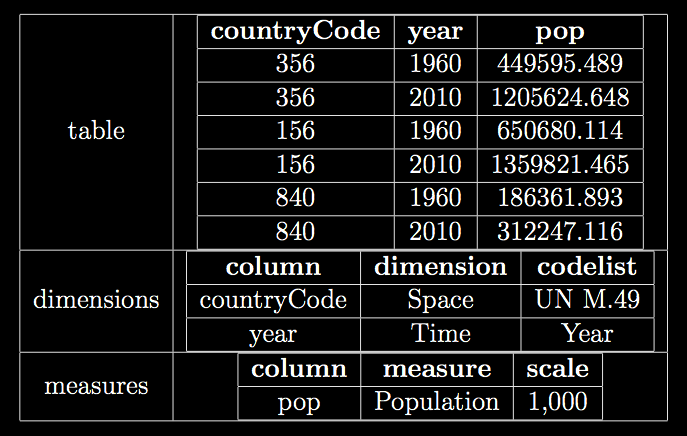 countryCode year pop
356 1960 449595.489
356 2010 1205624.648
table
156 1960 650680.114
156 2010 1359821.465
840 1960 186361.893
840 2010 312247.116
column dimension codelist
dimensions
countryCode Space UN M.49
year Time Year
column measure scale
measures
pop Population 1,000